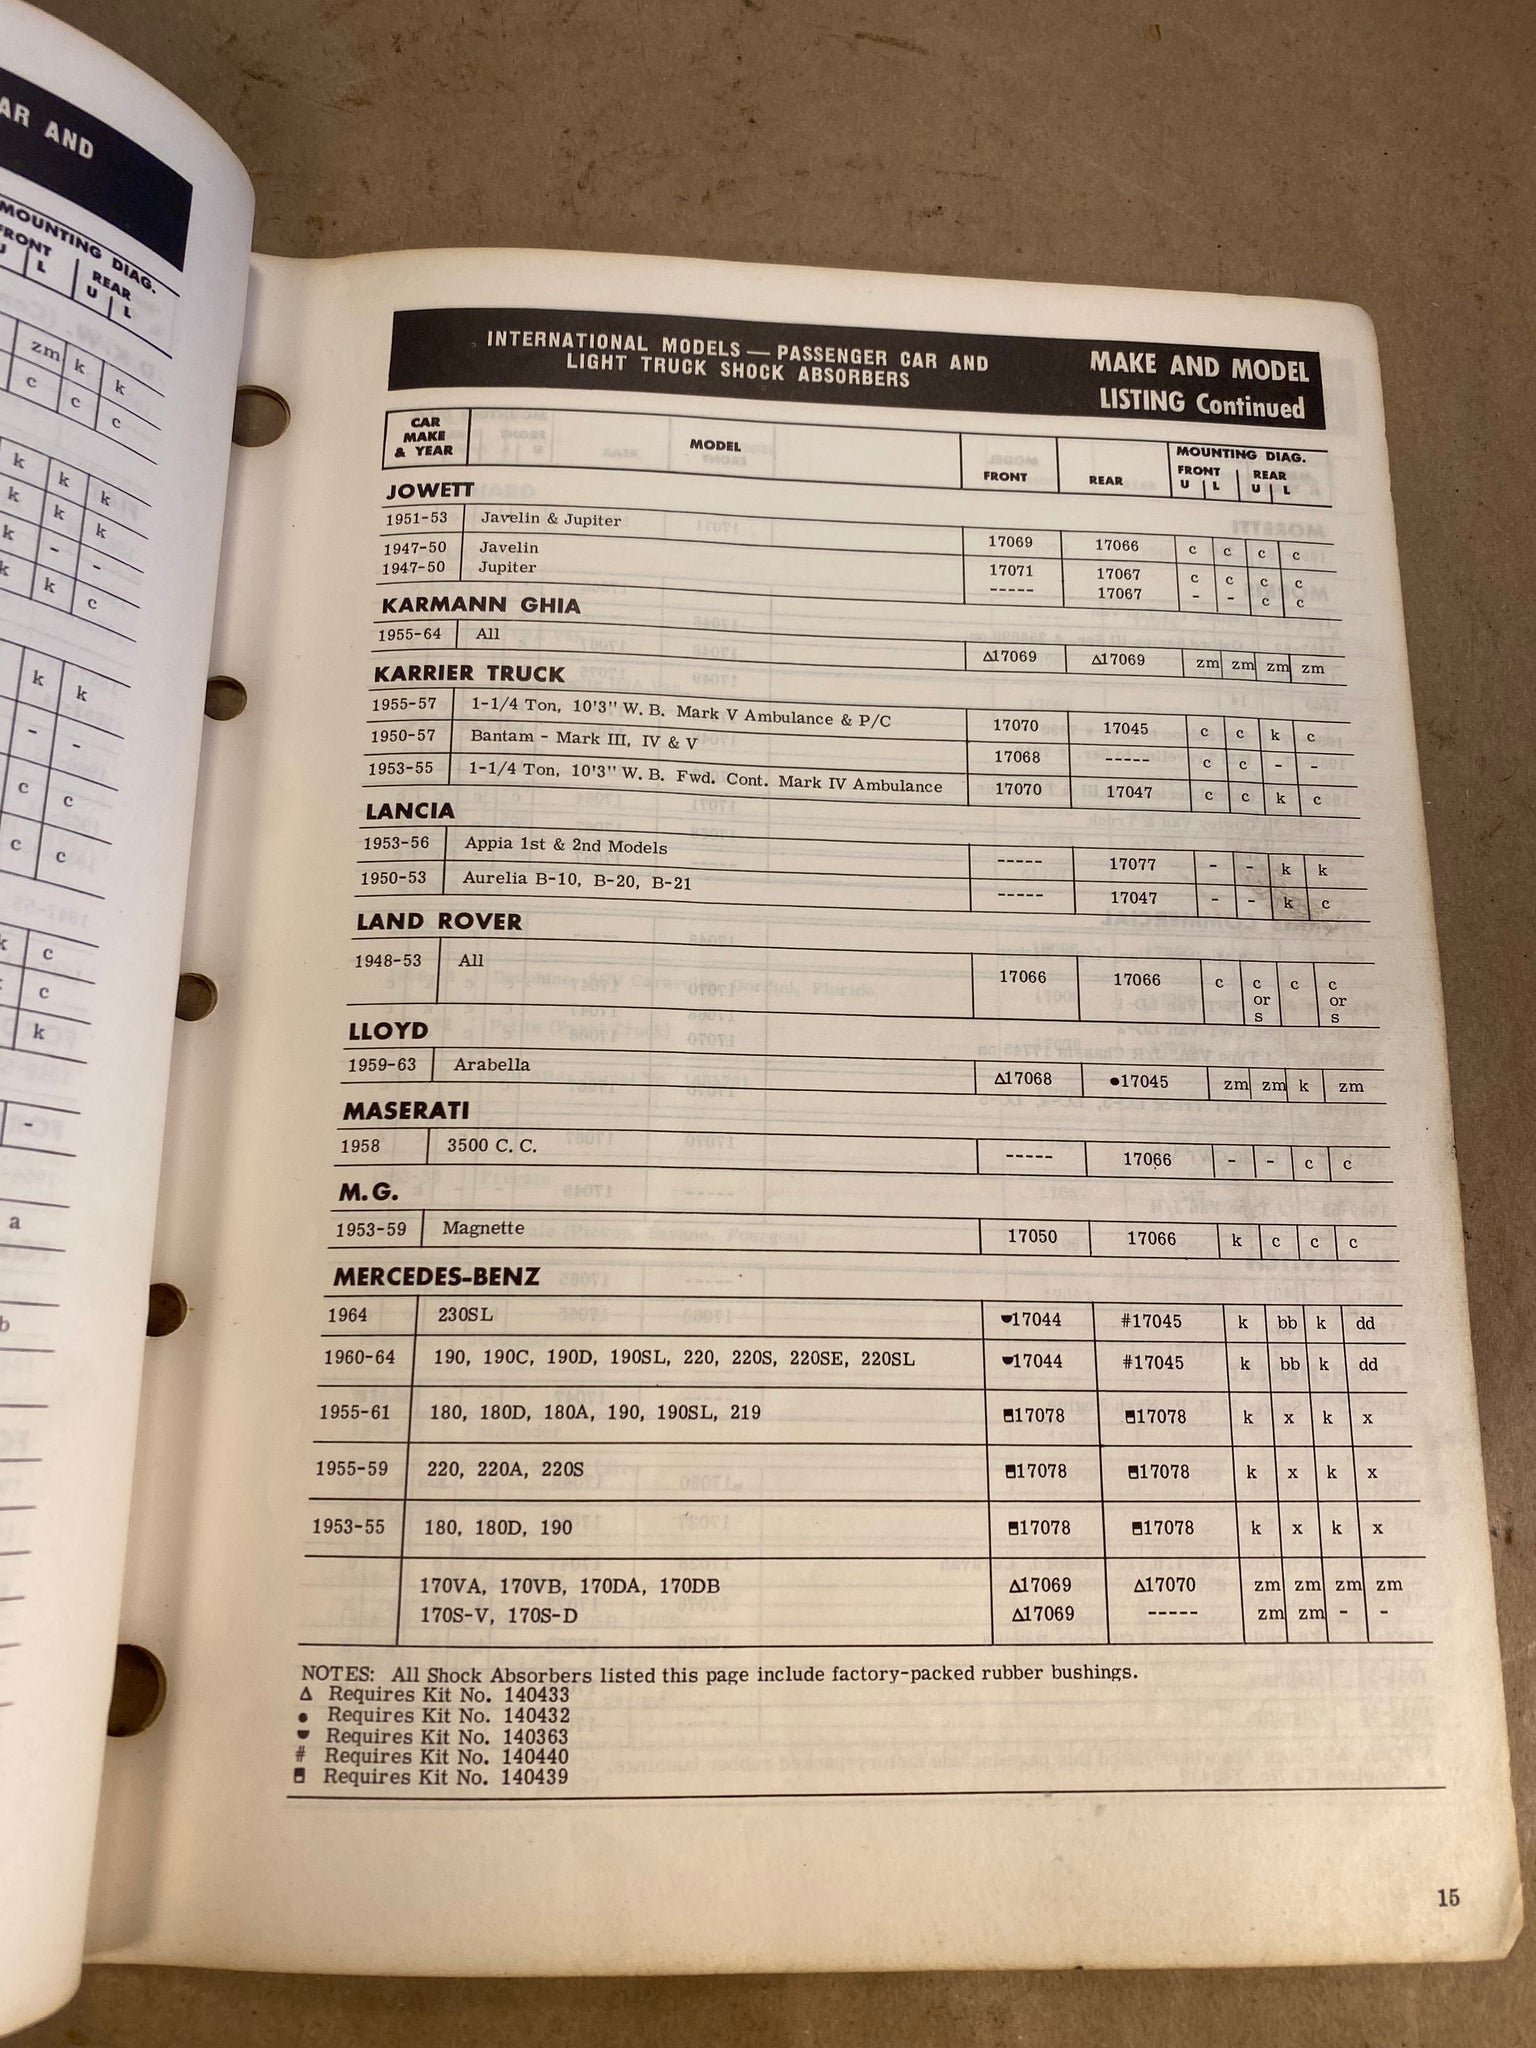 AR AND
MOUNTING DIAG.
FRONT REAR
U L U L
zm k k
c c c
k k k
k k k
k - -
k k c
k k
- -
c c
c c
k c
c
k
-
a
b
INTERNATIONAL MODELS — PASSENGER CAR AND
LIGHT TRUCK SHOCK ABSORBERS
MAKE AND MODEL
LISTING Continued
CAR MAKE & YEAR MODEL FRONT REAR MOUNTING DIAG. FRONT U L REAR U L
JOWETT
1951-53 Javelin & Jupiter 17069 17066 c c c c
1947-50 Javelin 17071 17067 c c c c
1947-50 Jupiter ----- 17067 - - c c
KARMANN GHIA
1955-64 All Δ17069 Δ17069 zm zm zm zm
KARRIER TRUCK
1955-57 1-1/4 Ton, 10'3" W. B. Mark V Ambulance & P/C 17070 17045 c c k c
1950-57 Bantam - Mark III, IV & V 17068 ----- c c - -
1953-55 1-1/4 Ton, 10'3" W. B. Fwd. Cont. Mark IV Ambulance 17070 17047 c c k c
LANCIA
1953-56 Appia 1st & 2nd Models ----- 17077 - - k k
1950-53 Aurelia B-10, B-20, B-21 ----- 17047 - - k c
LAND ROVER
1948-53 All 17066 17066 c c c c
or or
s s
LLOYD
1959-63 Arabella Δ17068 ●17045 zm zm k zm
MASERATI
1958 3500 C. C. ----- 17066 - - c c
M.G.
1953-59 Magnette 17050 17066 k c c c
MERCEDES-BENZ
1964 230SL 17044 #17045 k bb k dd
1960-64 190, 190C, 190D, 190SL, 220, 220S, 220SE, 220SL 17044 #17045 k bb k dd
1955-61 180, 180D, 180A, 190, 190SL, 219 17078 17078 k x k x
1955-59 220, 220A, 220S 17078 17078 k x k x
1953-55 180, 180D, 190 17078 17078 k x k x
170VA, 170VB, 170DA, 170DB Δ17069 Δ17070 zm zm zm zm
170S-V, 170S-D Δ17069 ----- zm zm - -
NOTES: All Shock Absorbers listed this page include factory-packed rubber bushings.
Δ Requires Kit No. 140433
● Requires Kit No. 140432
Requires Kit No. 140363
# Requires Kit No. 140440
Requires Kit No. 140439
15